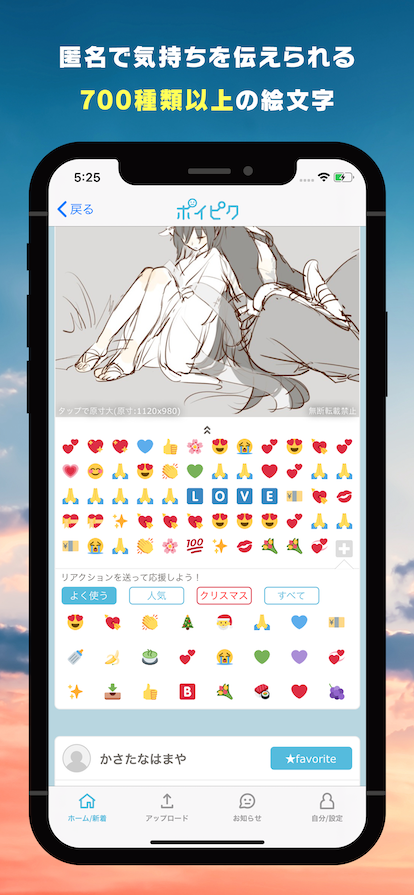 匿名で気持ちを伝えられる
700種類以上の絵文字
5:25
戻る
ポイピク
タップで原寸大(原寸:1120x980)
無断転載禁止
LOVE
100
リアクションを送って応援しよう！
よく使う
人気
クリスマス
すべて
B
かさたなはまや
★favorite
ホーム/新着
アップロード
お知らせ
自分/設定